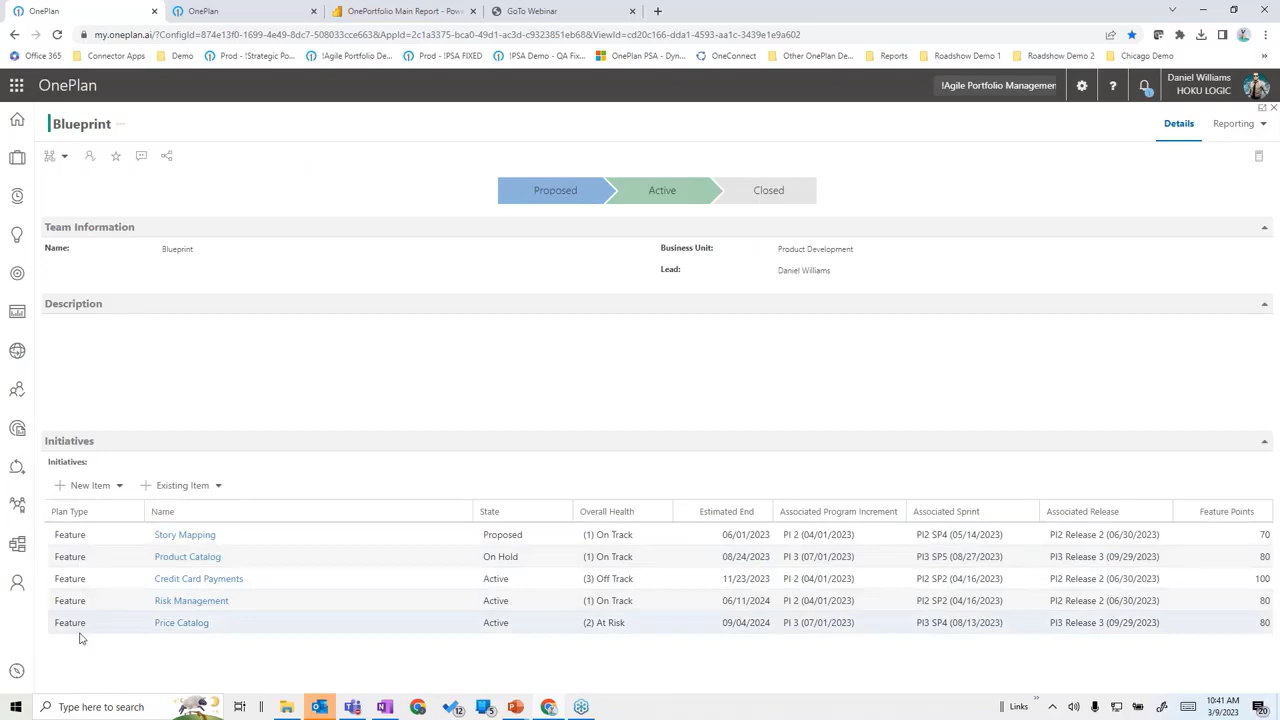 OnePlan
OnePlan
OnePortfolio Main Report - Powe
GoTo Webinar
my.oneplan.ai/?ConfigId=874e13f0-1699-4e49-8dc7-508033cce663&AppId=2c1a3375-bca0-49d1-ac3d-c9323851eb68&ViewId=cd20c166-dda1-4593-aa1c-3439e1e9a602
Office 365
Connector Apps
Demo
Prod - !Strategic Po...
!Agile Portfolio De...
Prod - !PSA FIXED
!PSA Demo - QA Fix...
OnePlan PSA - Dyn...
OneConnect
Other OnePlan De...
Reports
Roadshow Demo 1
Roadshow Demo 2
Chicago Demo
OnePlan
!Agile Portfolio Managemen
Daniel Williams
HOKU LOGIC
Blueprint
Details
Reporting
Proposed
Active
Closed
Team Information
Name: Blueprint
Business Unit: Product Development
Lead: Daniel Williams
Description
Initiatives
Initiatives:
New Item
Existing Item
Plan Type Name State Overall Health Estimated End Associated Program Increment Associated Sprint Associated Release Feature Points
Feature Story Mapping Proposed (1) On Track 06/01/2023 PI 2 (04/01/2023) PI2 SP4 (05/14/2023) PI2 Release 2 (06/30/2023) 70
Feature Product Catalog On Hold (1) On Track 08/24/2023 PI 3 (07/01/2023) PI3 SP5 (08/27/2023) PI3 Release 3 (09/29/2023) 80
Feature Credit Card Payments Active (3) Off Track 11/23/2023 PI 2 (04/01/2023) PI2 SP2 (04/16/2023) PI2 Release 2 (06/30/2023) 100
Feature Risk Management Active (1) On Track 06/11/2024 PI 2 (04/01/2023) PI2 SP2 (04/16/2023) PI2 Release 2 (06/30/2023) 80
Feature Price Catalog Active (2) At Risk 09/04/2024 PI 3 (07/01/2023) PI3 SP4 (08/13/2023) PI3 Release 3 (09/29/2023) 80
Type here to search
12
5
Links
10:41 AM
3/9/2023
20